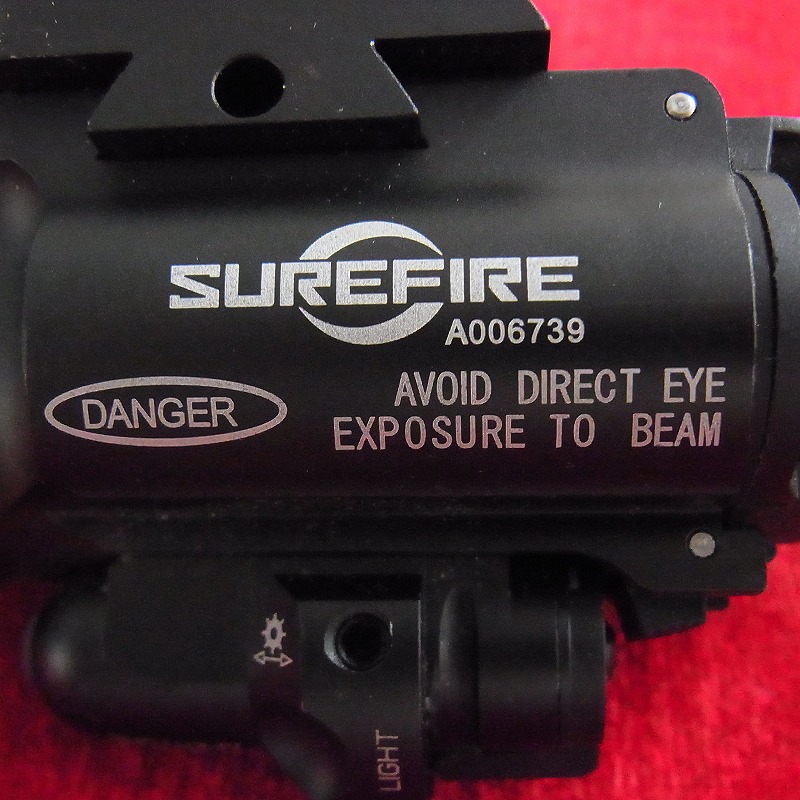 SUREFIRE
A006739
DANGER
AVOID DIRECT EYE
EXPOSURE TO BEAM
LIGHT